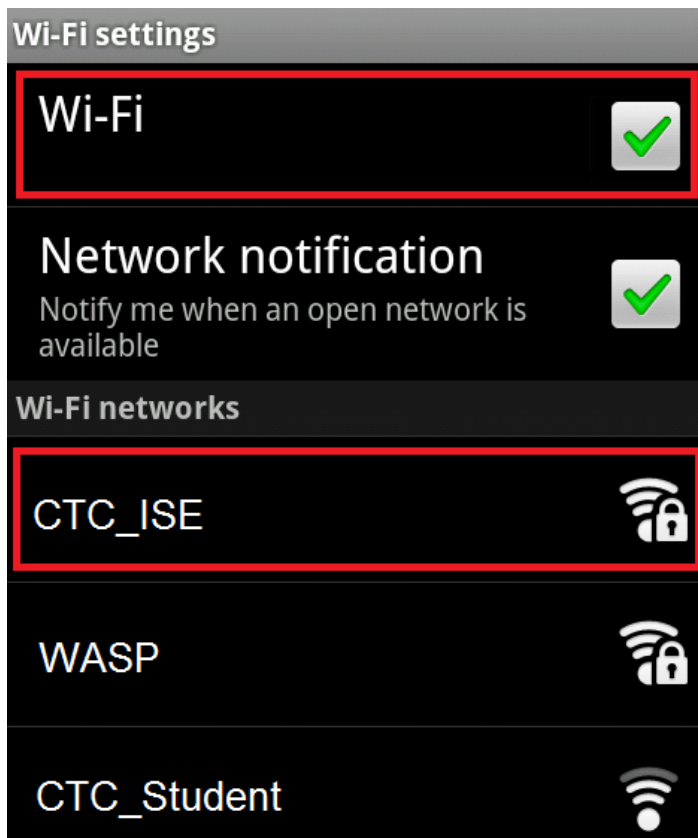 Wi-Fi settings
Wi-Fi
Network notification
Notify me when an open network is
available
Wi-Fi networks
CTC_ISE
WASP
CTC_Student